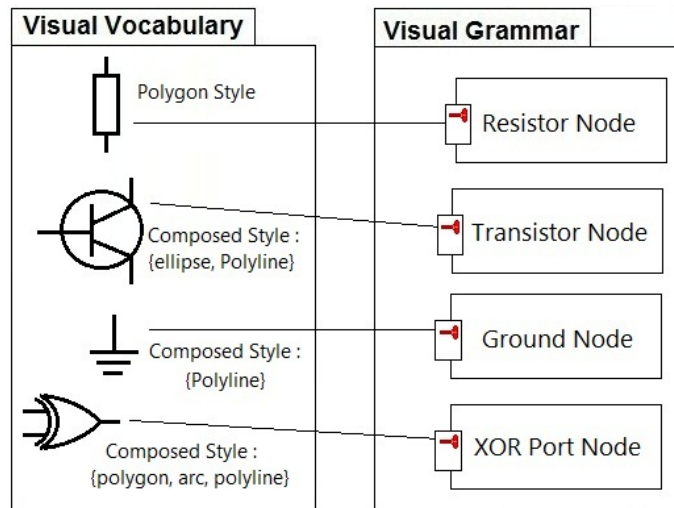 Visual Vocabulary
Polygon Style
Composed Style :
{ellipse, Polyline}
Composed Style :
{Polyline}
Composed Style :
{polygon, arc, polyline}
Visual Grammar
Resistor Node
Transistor Node
Ground Node
XOR Port Node